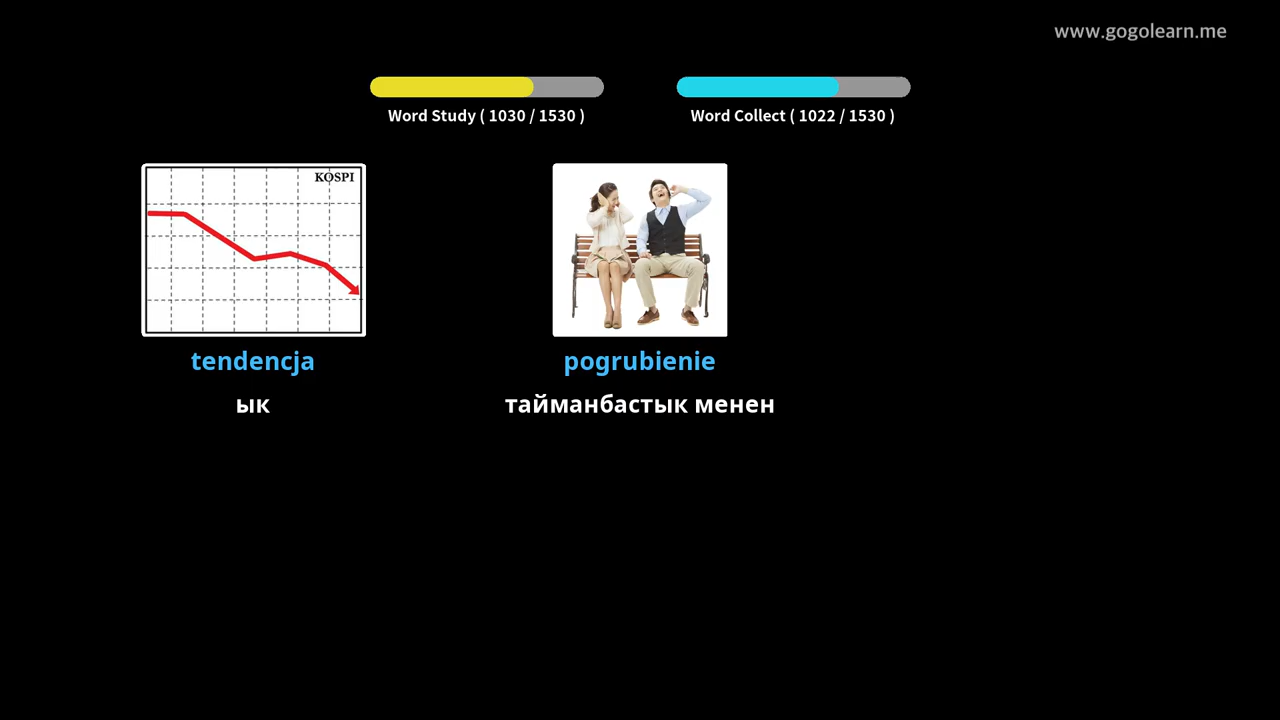 www.gogolearn.me
Word Study ( 1030 / 1530 )
Word Collect ( 1022 / 1530 )
KOSPI
tendencja
pogrubienie
ык
тайманбастык менен